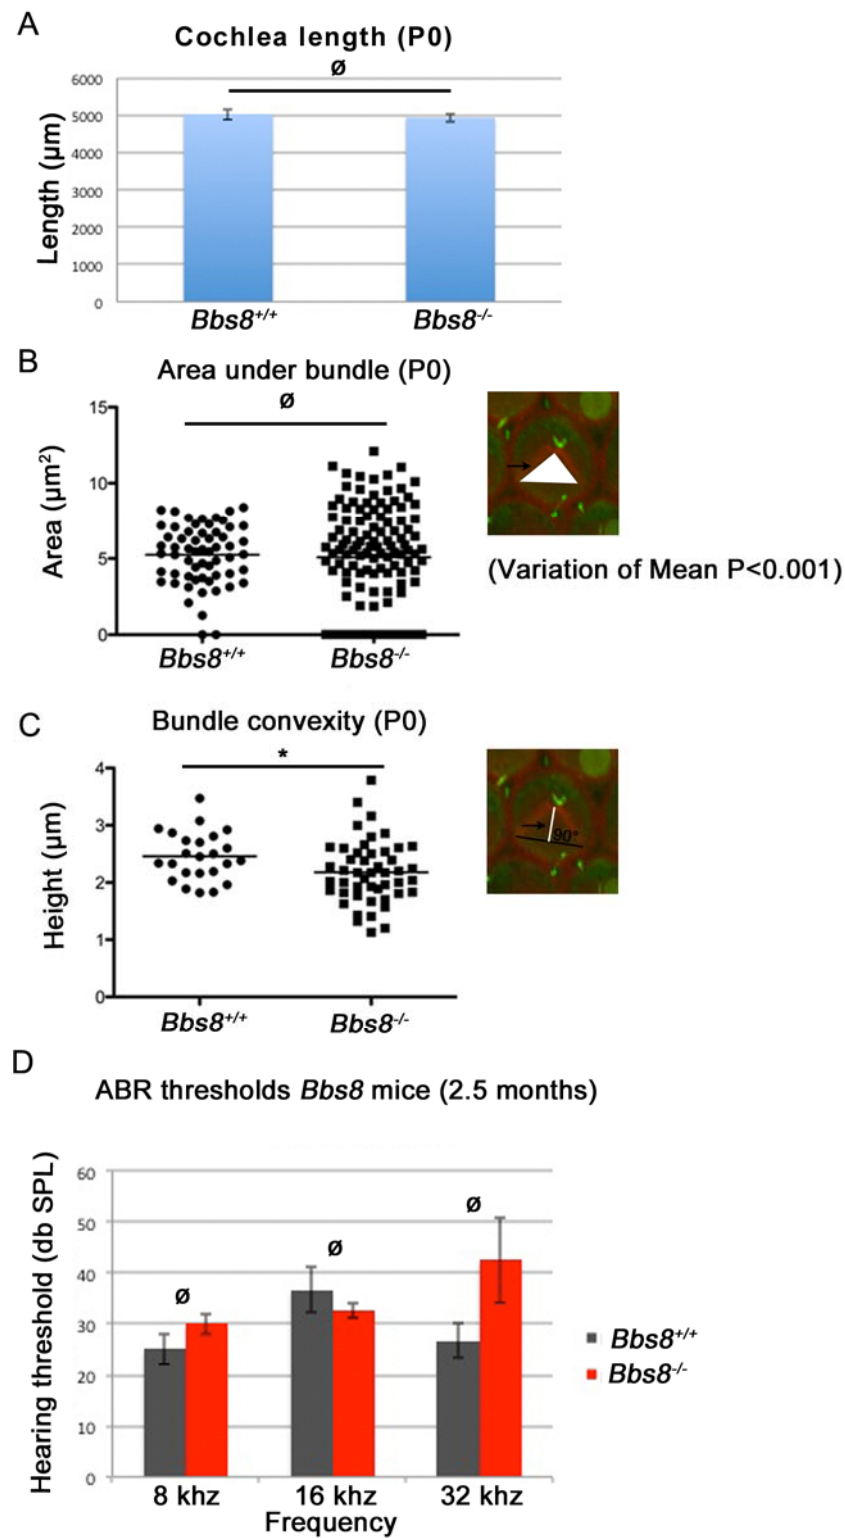 A
Cochlea length (P0)
ø
6000
5000
4000
3000
2000
1000
0
Length (µm)
Bbs8+/+ Bbs8-/-
B
Area under bundle (P0)
ø
15
10
5
0
Area (µm2)
Bbs8+/+ Bbs8-/-
(Variation of Mean P<0.001)
C
Bundle convexity (P0)
*
4
3
2
1
0
Height (µm)
Bbs8+/+ Bbs8-/-
90°
D
ABR thresholds Bbs8 mice (2.5 months)
60
50
40
30
20
10
0
Hearing threshold (db SPL)
ø ø ø
8 khz 16 khz 32 khz
Frequency
Bbs8+/+
Bbs8-/-